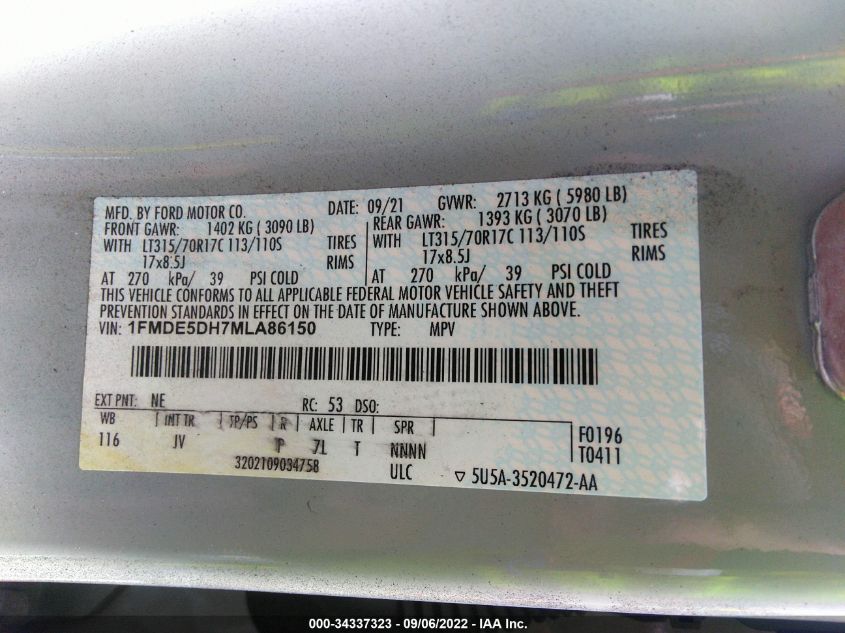 MFD. BY FORD MOTOR CO. DATE: 09/21 GVWR: 2713 KG ( 5980 LB)
FRONT GAWR: 1402 KG ( 3090 LB) REAR GAWR: 1393 KG ( 3070 LB)
WITH LT315/70R17C 113/110S TIRES WITH LT315/70R17C 113/110S TIRES
17x8.5J RIMS 17x8.5J RIMS
AT 270 kPa/ 39 PSI COLD AT 270 kPa/ 39 PSI COLD
THIS VEHICLE CONFORMS TO ALL APPLICABLE FEDERAL MOTOR VEHICLE SAFETY AND THEFT
PREVENTION STANDARDS IN EFFECT ON THE DATE OF MANUFACTURE SHOWN ABOVE.
VIN: 1FMDE5DH7MLA86150 TYPE: MPV
EXT PNT: NE RC: 53 DSO:
WB INT TR TP/PS R AXLE TR SPR
116 JV P 71 T NNNN
F0196
T0411
3202109034758 ULC ▽ 5U5A-3520472-AA
000-34337323 - 09/06/2022 - IAA Inc.